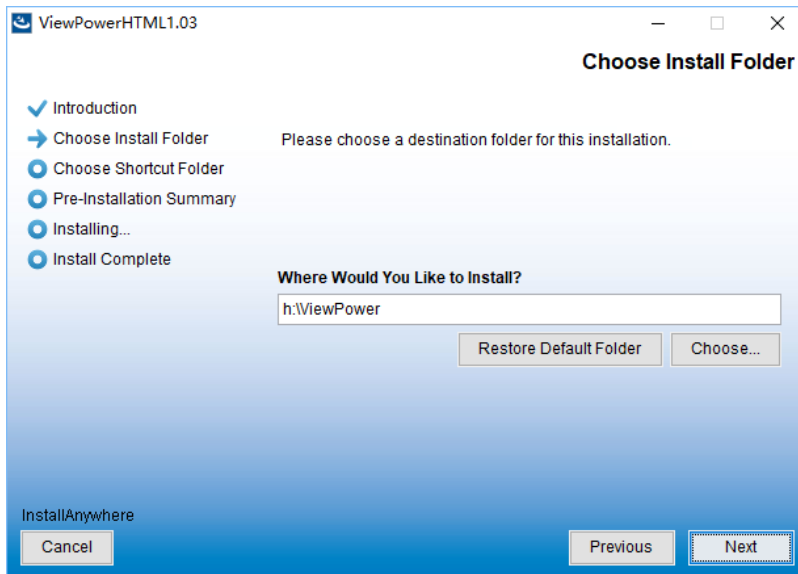 ViewPowerHTML1.03
Choose Install Folder
Introduction
Choose Install Folder
Choose Shortcut Folder
Pre-Installation Summary
Installing...
Install Complete
Please choose a destination folder for this installation.
Where Would You Like to Install?
h:\ViewPower
Restore Default Folder
Choose...
InstallAnywhere
Cancel
Previous
Next